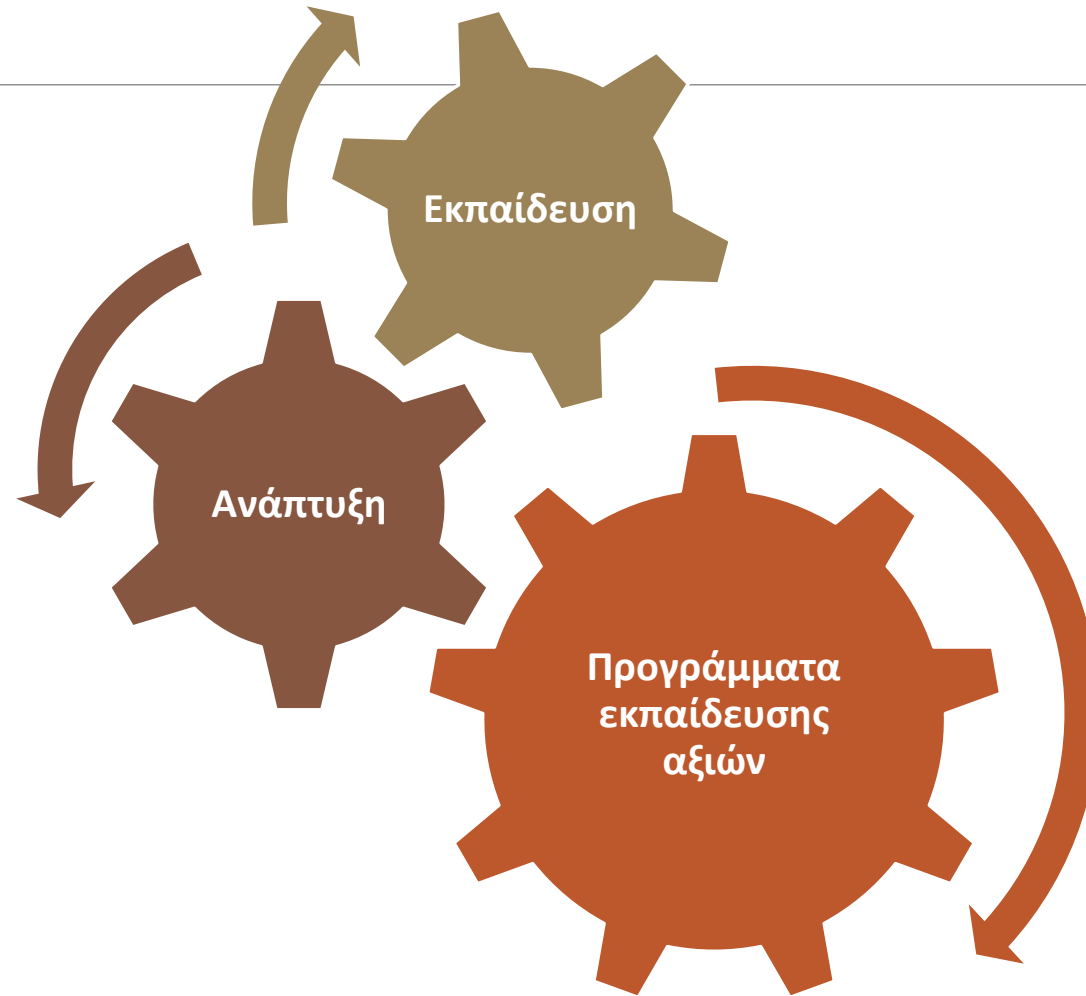 Εκπαίδευση
Ανάπτυξη
Προγράμματα
εκπαίδευσης
αξιών